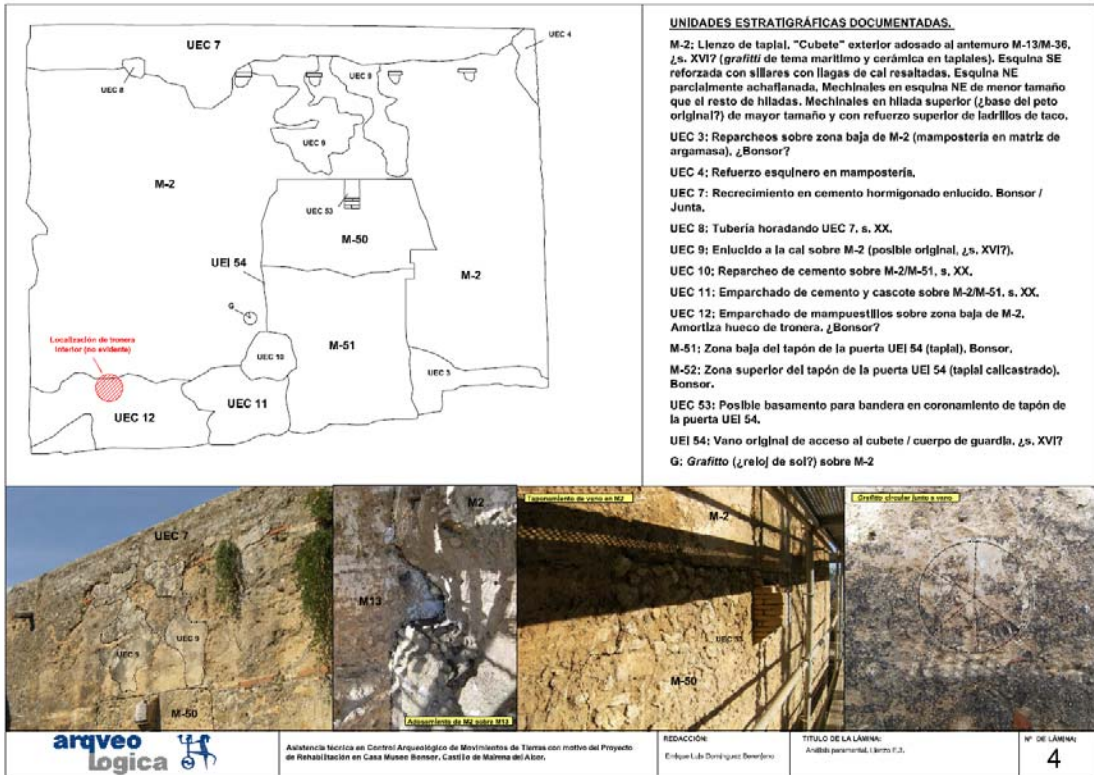 UEC 7
UEC 4
UEC 8
UEC 9
UEC 9
M-2
UEC 53
M-50
UEI 54
M-2
G
Localización de tronera
interior (no evidente)
UEC 10
M-51
UEC 3
UEC 11
UEC 12
UNIDADES ESTRATIGRÁFICAS DOCUMENTADAS.
M-2: Lienzo de tapial. "Cubete" exterior adosado al antemuro M-13/M-36.
¿s. XVI? (grafitti de tema marítimo y cerámica en tapiales). Esquina SE
reforzada con sillares con llagas de cal resaltadas. Esquina NE
parcialmente achaflanada. Mechinales en esquina NE de menor tamaño
que el resto de hiladas. Mechinales en hilada superior (¿base del peto
original?) de mayor tamaño y con refuerzo superior de ladrillos de taco.
UEC 3: Reparcheos sobre zona baja de M-2 (mampostería en matriz de
argamasa). ¿Bonsor?
UEC 4: Refuerzo esquinero en mampostería.
UEC 7: Recrecimiento en cemento hormigonado enlucido. Bonsor /
Junta.
UEC 8: Tubería horadando UEC 7. s. XX.
UEC 9: Enlucido a la cal sobre M-2 (posible original, ¿s. XVI?).
UEC 10: Reparcheo de cemento sobre M-2/M-51. s. XX.
UEC 11: Emparchado de cemento y cascote sobre M-2/M-51. s. XX.
UEC 12: Emparchado de mampuestillos sobre zona baja de M-2.
Amortiza hueco de tronera. ¿Bonsor?
M-51: Zona baja del tapón de la puerta UEI 54 (tapial). Bonsor.
M-52: Zona superior del tapón de la puerta UEI 54 (tapial calicastrado).
Bonsor.
UEC 53: Posible basamento para bandera en coronamiento de tapón de
la puerta UEI 54.
UEI 54: Vano original de acceso al cubete / cuerpo de guardia. ¿s. XVI?
G: Grafitto (¿reloj de sol?) sobre M-2
UEC 7
UEC 9
UEC 9
M-50
M2
M13
Adosamiento de M2 sobre M13
Taponamiento de vano en M2
M-2
UEC 53
M-50
Grafitto circular junto a vano
arqveo
logica
Asistencia técnica en Control Arqueológico de Movimientos de Tierras con motivo del Proyecto
de Rehabilitación en Casa Museo Bonsor. Castillo de Mairena del Alcor.
REDACCIÓN:
Enrique Luis Domínguez Berenjeno
TÍTULO DE LA LÁMINA:
Análisis paramental. Lienzo E.2.
Nº DE LÁMINA:
4